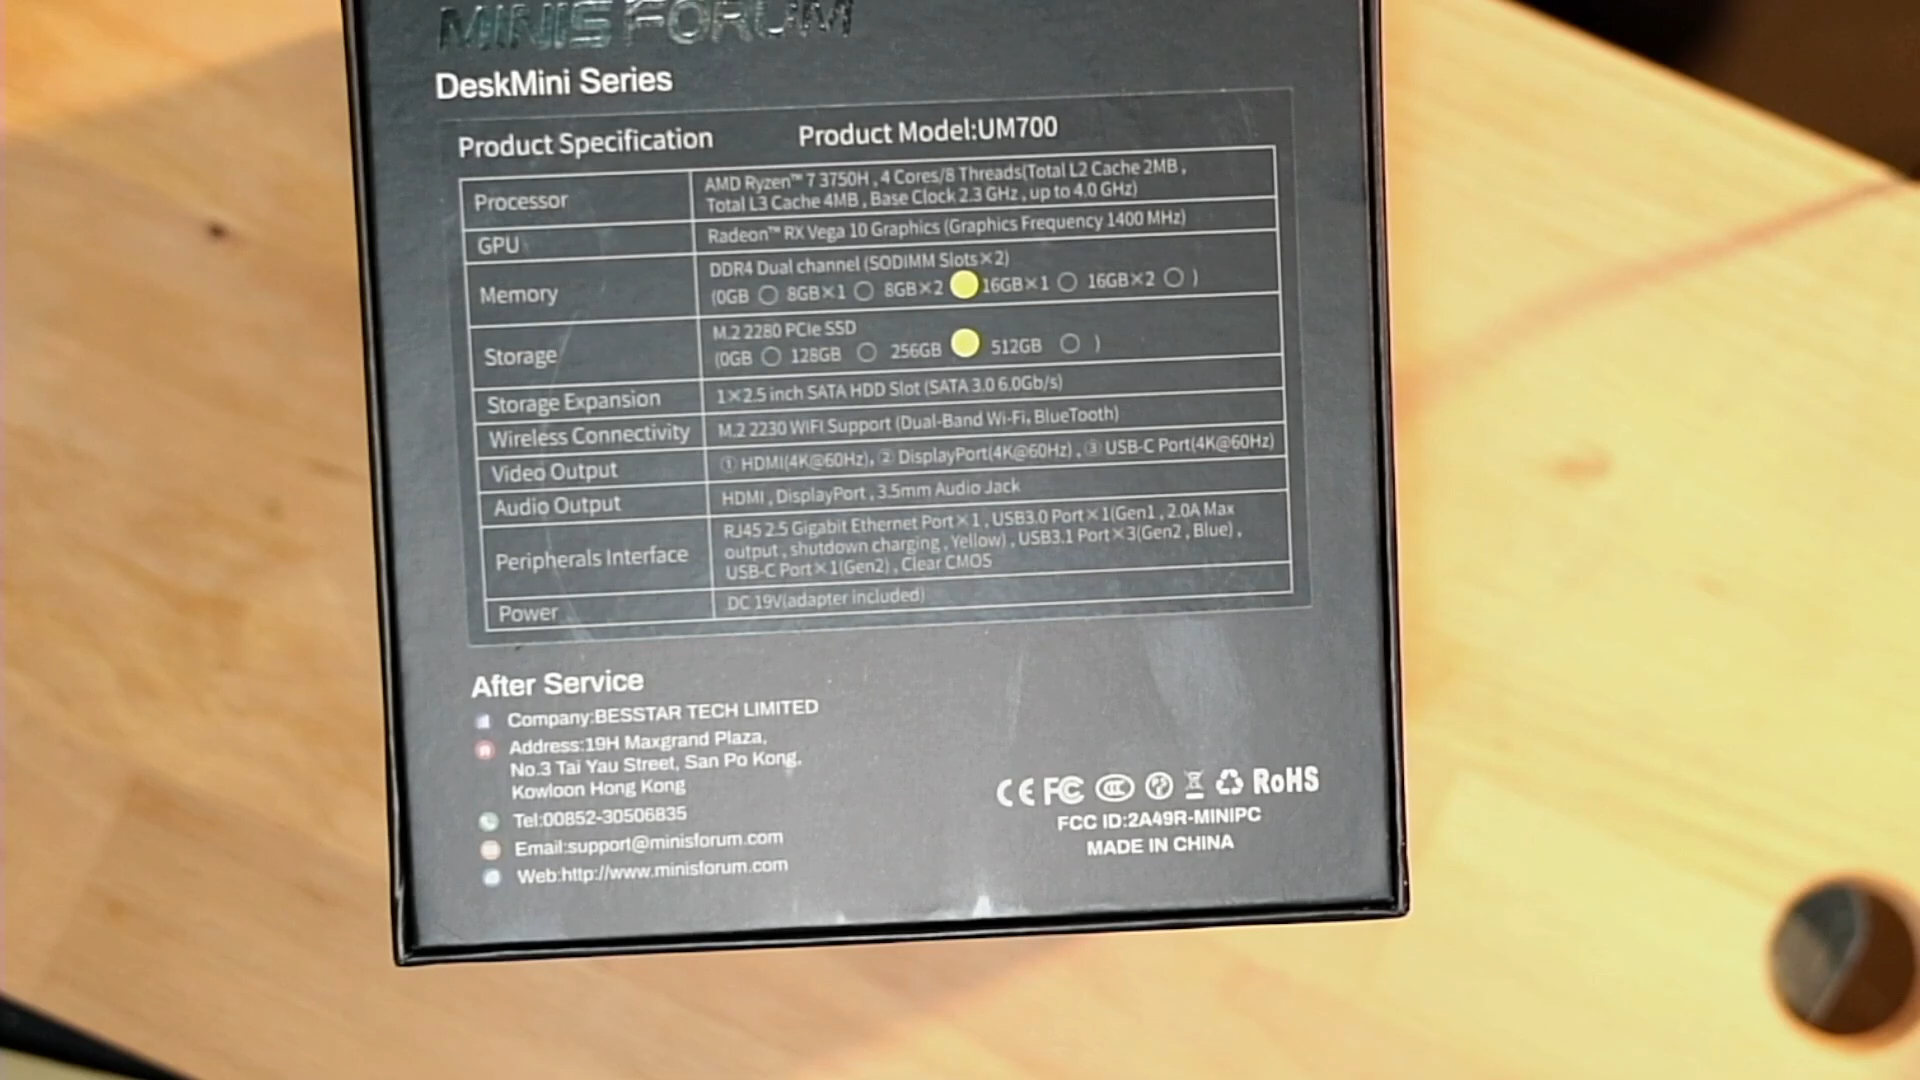 MINIS FORUM
DeskMini Series
Product Specification Product Model:UM700
Processor AMD Ryzen™ 7 3750H , 4 Cores/8 Threads(Total L2 Cache 2MB ,
Total L3 Cache 4MB , Base Clock 2.3 GHz , up to 4.0 GHz)
GPU Radeon™ RX Vega 10 Graphics (Graphics Frequency 1400 MHz)
Memory DDR4 Dual channel (SODIMM Slots×2)
(0GB ○ 8GB×1 ○ 8GB×2 ● 16GB×1 ○ 16GB×2 ○ )
Storage M.2 2280 PCIe SSD
(0GB ○ 128GB ○ 256GB ● 512GB ○ )
Storage Expansion 1×2.5 inch SATA HDD Slot (SATA 3.0 6.0Gb/s)
Wireless Connectivity M.2 2230 WIFI Support (Dual-Band Wi-Fi, BlueTooth)
Video Output ① HDMI(4K@60Hz), ② DisplayPort(4K@60Hz) , ③ USB-C Port(4K@60Hz)
Audio Output HDMI , DisplayPort , 3.5mm Audio Jack
Peripherals Interface RJ45 2.5 Gigabit Ethernet Port×1 , USB3.0 Port×1(Gen1 , 2.0A Max
output , shutdown charging , Yellow) , USB3.1 Port×3(Gen2 , Blue) ,
USB-C Port×1(Gen2) , Clear CMOS
Power DC 19V(adapter included)
After Service
Company:BESSTAR TECH LIMITED
Address:19H Maxgrand Plaza,
No.3 Tai Yau Street, San Po Kong,
Kowloon Hong Kong
Tel:00852-30506835
Email:support@minisforum.com
Web:http://www.minisforum.com
CE FC CCC PS RoHS
FCC ID:2A49R-MINIPC
MADE IN CHINA